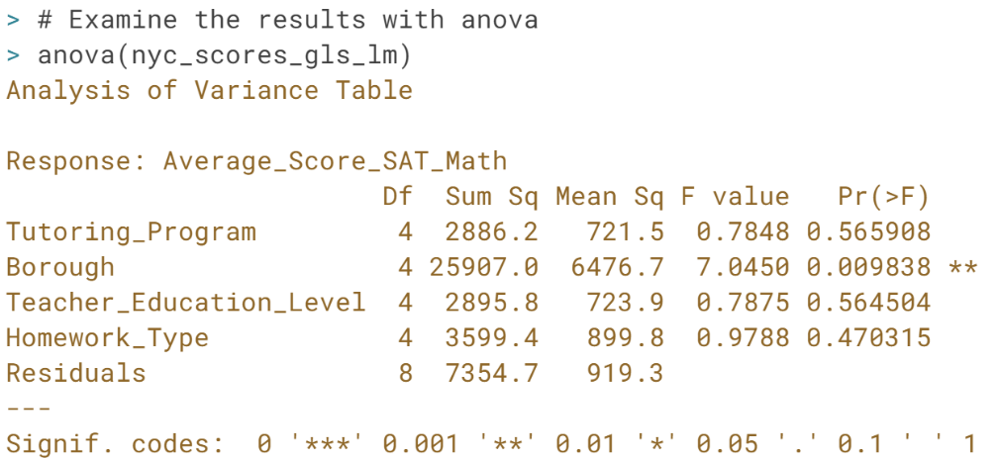 > # Examine the results with anova
> anova(nyc_scores_gls_lm)
Analysis of Variance Table
Response: Average_Score_SAT_Math
Df Sum Sq Mean Sq F value Pr(>F)
Tutoring_Program 4 2886.2 721.5 0.7848 0.565908
Borough 4 25907.0 6476.7 7.0450 0.009838 **
Teacher_Education_Level 4 2895.8 723.9 0.7875 0.564504
Homework_Type 4 3599.4 899.8 0.9788 0.470315
Residuals 8 7354.7 919.3
---
Signif. codes: 0 '***' 0.001 '**' 0.01 '*' 0.05 '.' 0.1 ' ' 1